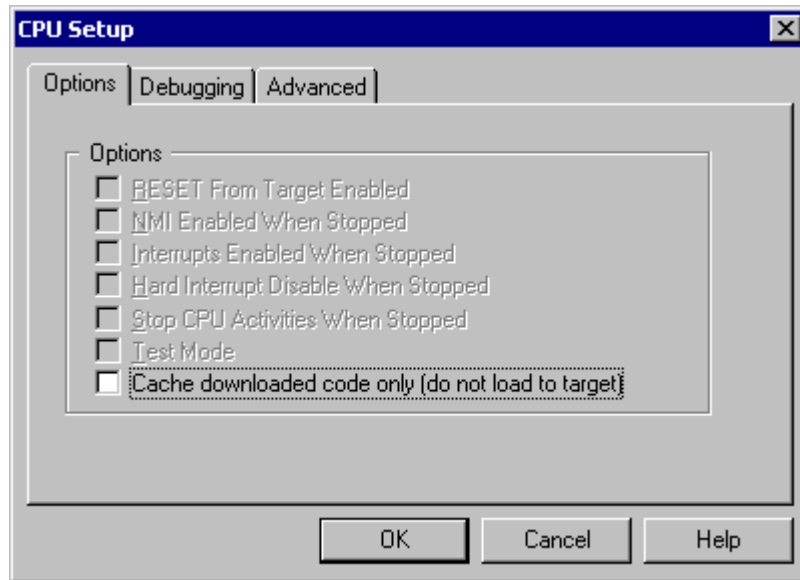 CPU Setup
Options Debugging Advanced
Options
RESET From Target Enabled
NMI Enabled When Stopped
Interrupts Enabled When Stopped
Hard Interrupt Disable When Stopped
Stop CPU Activities When Stopped
Test Mode
Cache downloaded code only (do not load to target)
OK Cancel Help